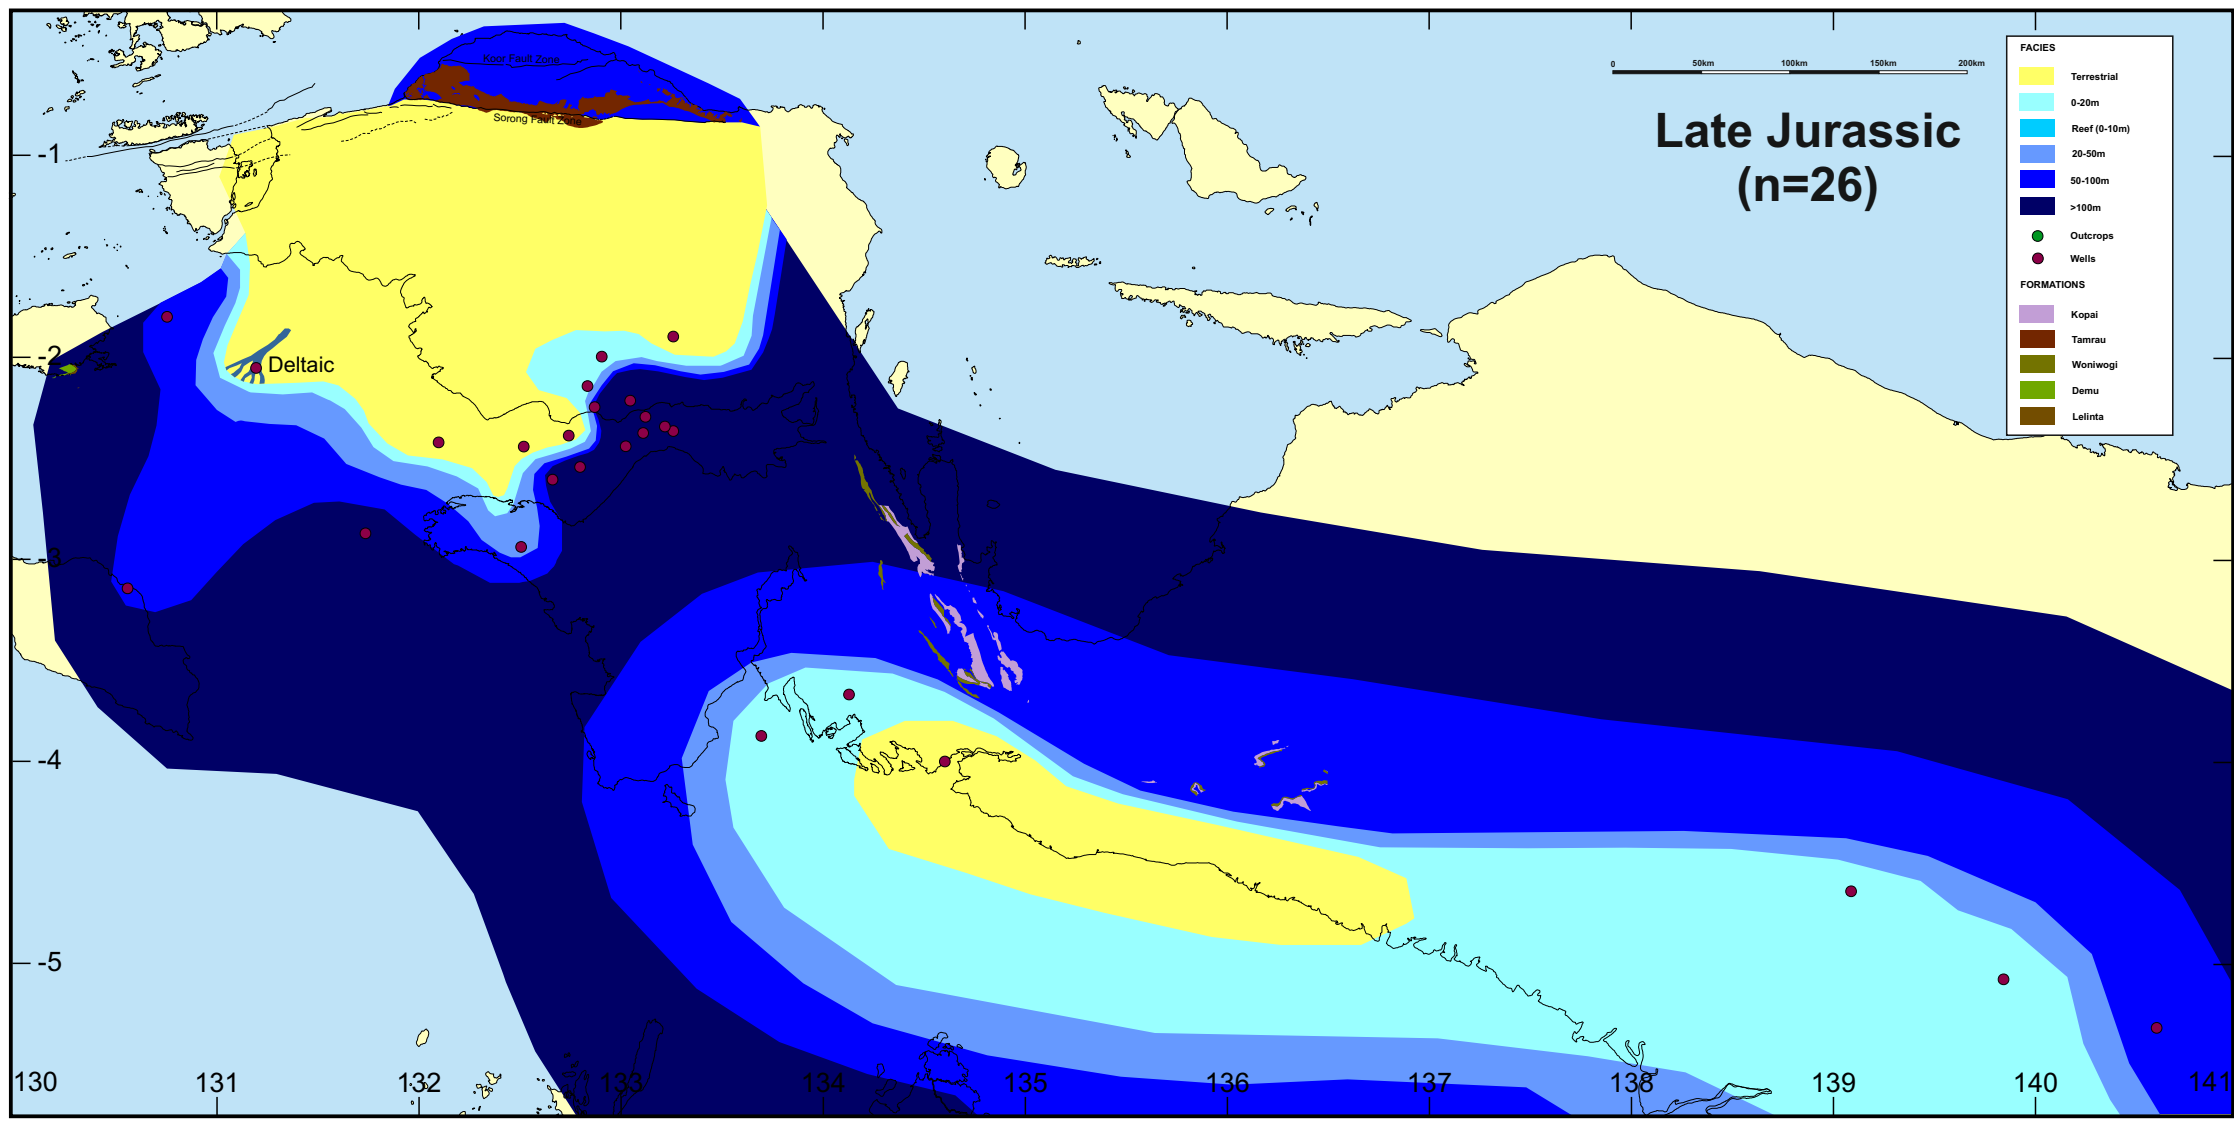 Koor Fault Zone
Sorong Fault Zone
0 50km 100km 150km 200km
Late Jurassic
(n=26)
FACIES
Terrestrial
0-20m
Reef (0-10m)
20-50m
50-100m
>100m
Outcrops
Wells
FORMATIONS
Kopai
Tamrau
Woniwogi
Demu
Lelinta
-1
-2
Deltaic
-3
-4
-5
130 131 132 133 134 135 136 137 138 139 140 141